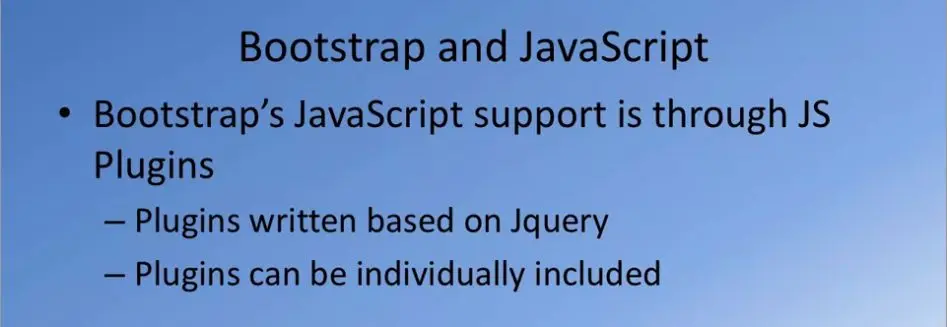 Bootstrap and JavaScript
• Bootstrap’s JavaScript support is through JS
Plugins
– Plugins written based on Jquery
– Plugins can be individually included